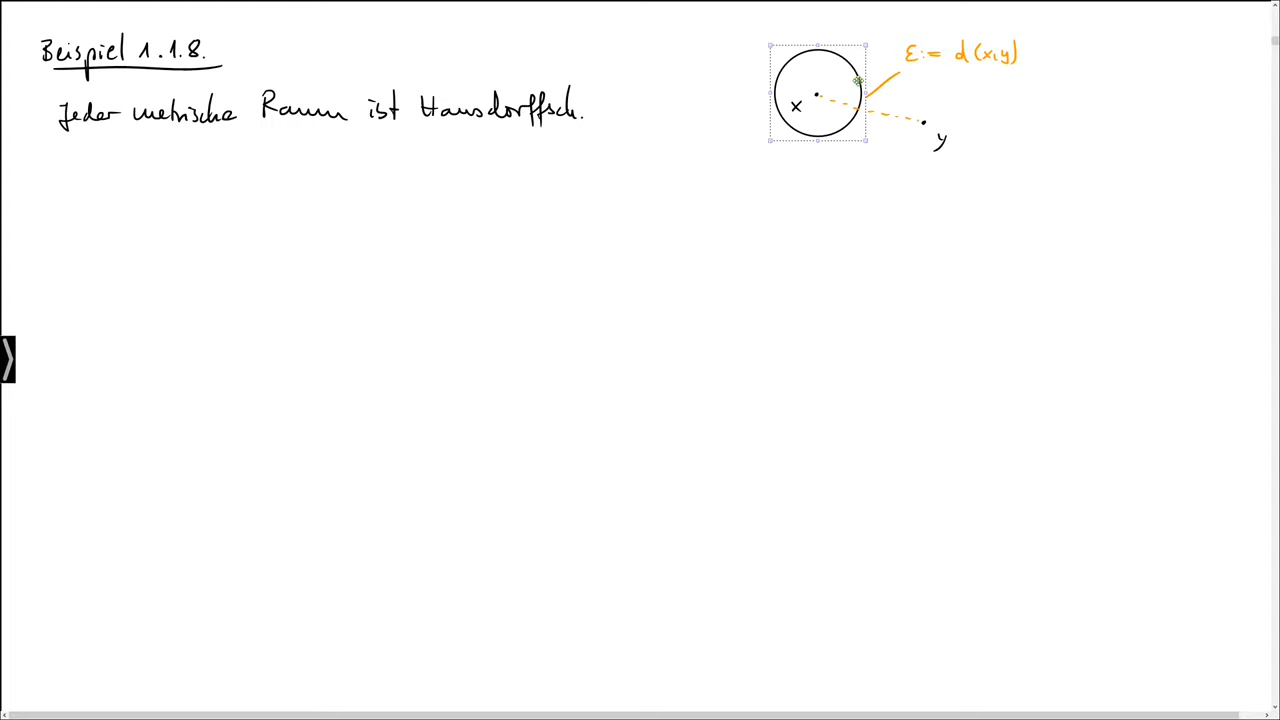 Beispiel 1.1.8.
Jeder metrische Raum ist Hausdorffsch.
ε := d(x,y)
x
y